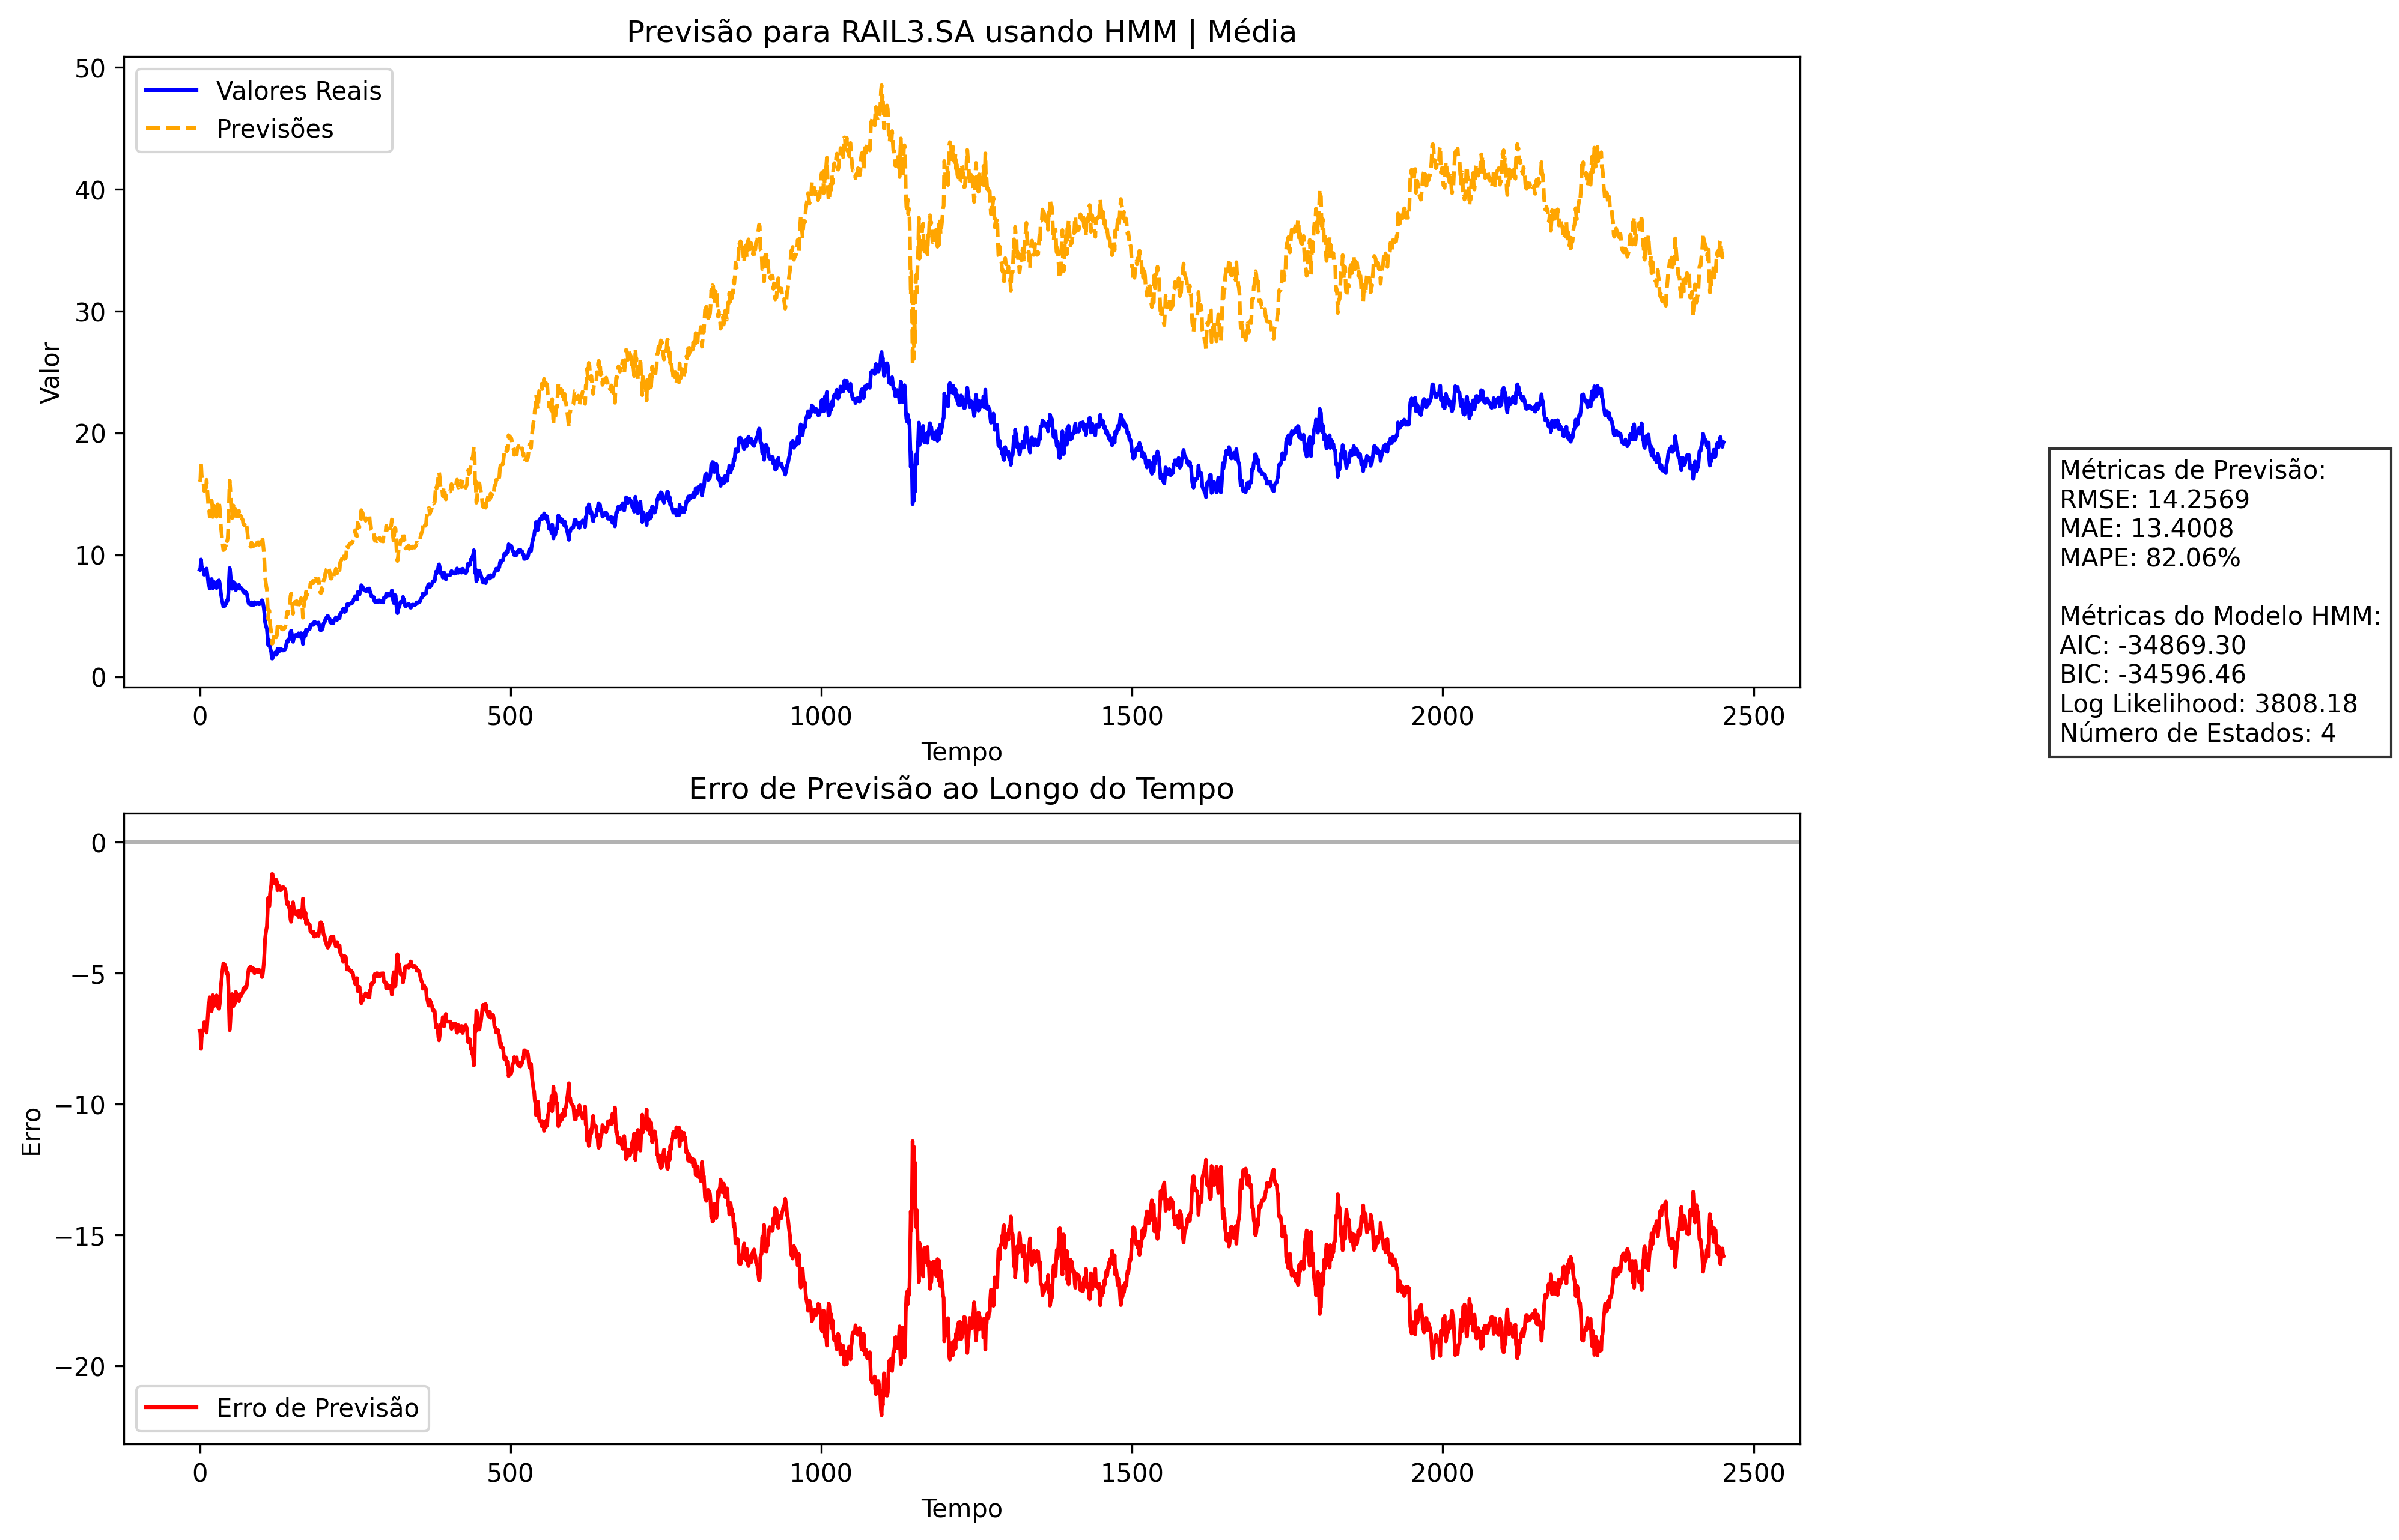 Previsão para RAIL3.SA usando HMM | Média
50
40
30
20
10
0
Valor
Valores Reais
Previsões
0 500 1000 1500 2000 2500
Tempo
Métricas de Previsão:
RMSE: 14.2569
MAE: 13.4008
MAPE: 82.06%
Métricas do Modelo HMM:
AIC: -34869.30
BIC: -34596.46
Log Likelihood: 3808.18
Número de Estados: 4
Erro de Previsão ao Longo do Tempo
0
−5
−10
−15
−20
Erro
Erro de Previsão
0 500 1000 1500 2000 2500
Tempo